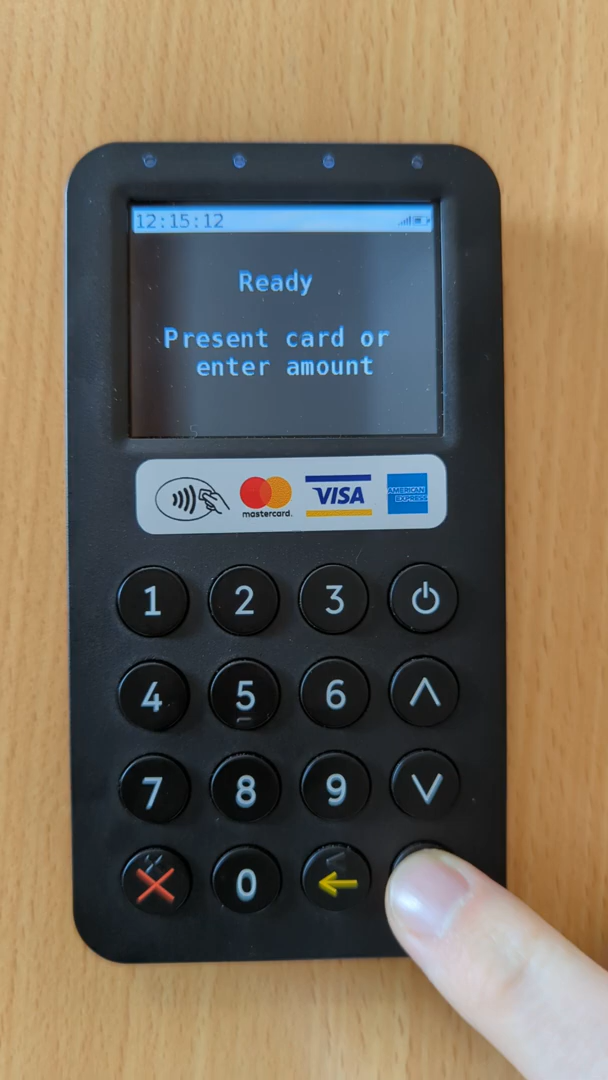 12:15:12
Ready
Present card or
enter amount
mastercard.
VISA
AMERICAN
EXPRESS
1 2 3
4 5 6
7 8 9
0